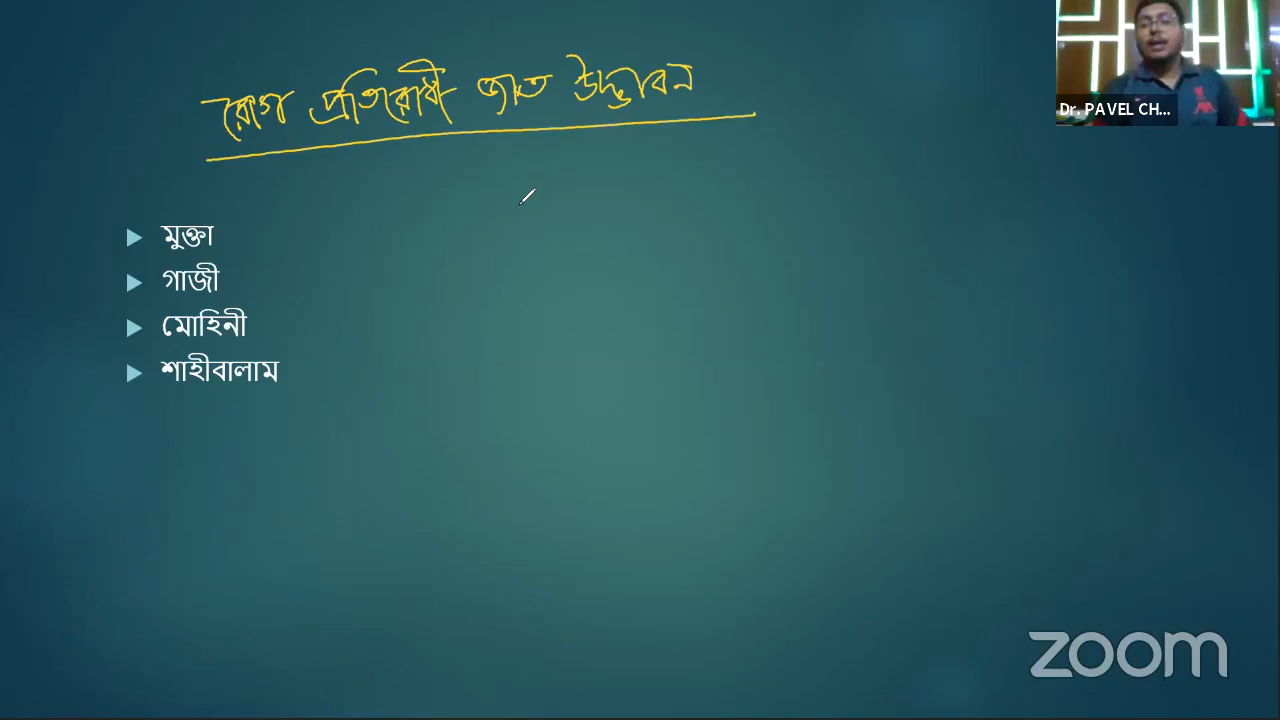 রোগ প্রতিরোধী জাত উদ্ভাবন
Dr. PAVEL CH...
মুক্তা
গাজী
মোহিনী
শাহীবালাম
zoom